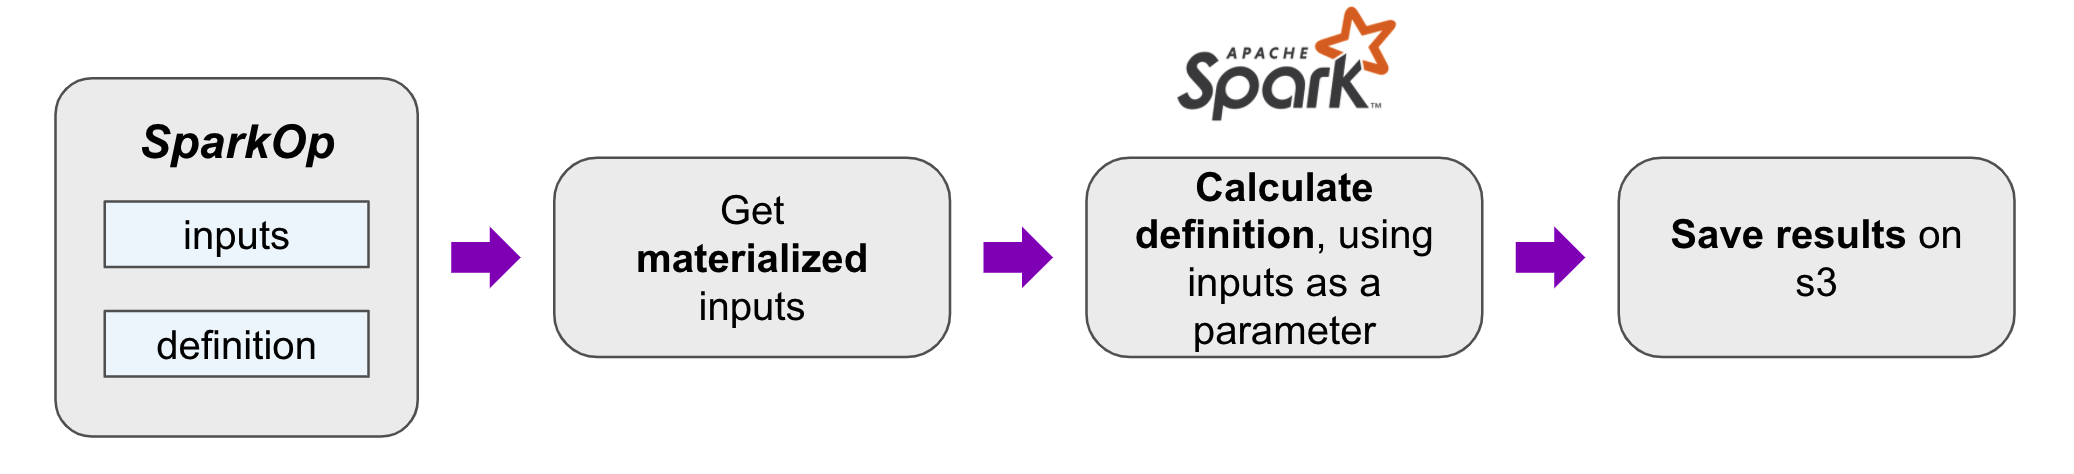 APACHE
Spark™
SparkOp
inputs
definition
Get
materialized
inputs
Calculate
definition, using
inputs as a
parameter
Save results on
s3